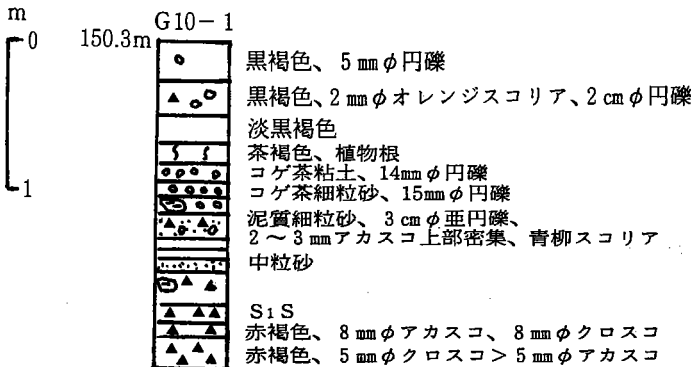 m
G10-1
0
150.3m
黒褐色、5㎜φ円礫
黒褐色、2㎜φオレンジスコリア、2㎝φ円礫
淡黒褐色
茶褐色、植物根
コゲ茶粘土、14㎜φ円礫
1
コゲ茶細粒砂、15㎜φ円礫
泥質細粒砂、3㎝φ亜円礫、
2～3㎜アカスコ上部密集、青柳スコリア
中粒砂
S₁S
赤褐色、8㎜φアカスコ、8㎜φクロスコ
赤褐色、5㎜φクロスコ＞5㎜φアカスコ